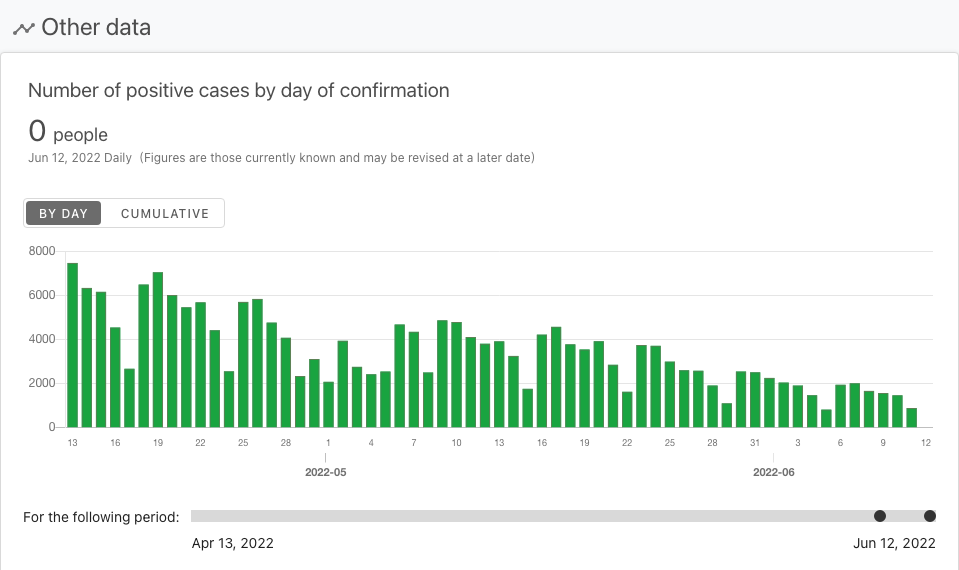 Other data
Number of positive cases by day of confirmation
0 people
Jun 12, 2022 Daily (Figures are those currently known and may be revised at a later date)
BY DAY CUMULATIVE
8000
6000
4000
2000
0
13 16 19 22 25 28 1 4 7 10 13 16 19 22 25 28 31 3 6 9 12
2022-05 2022-06
For the following period:
Apr 13, 2022 Jun 12, 2022